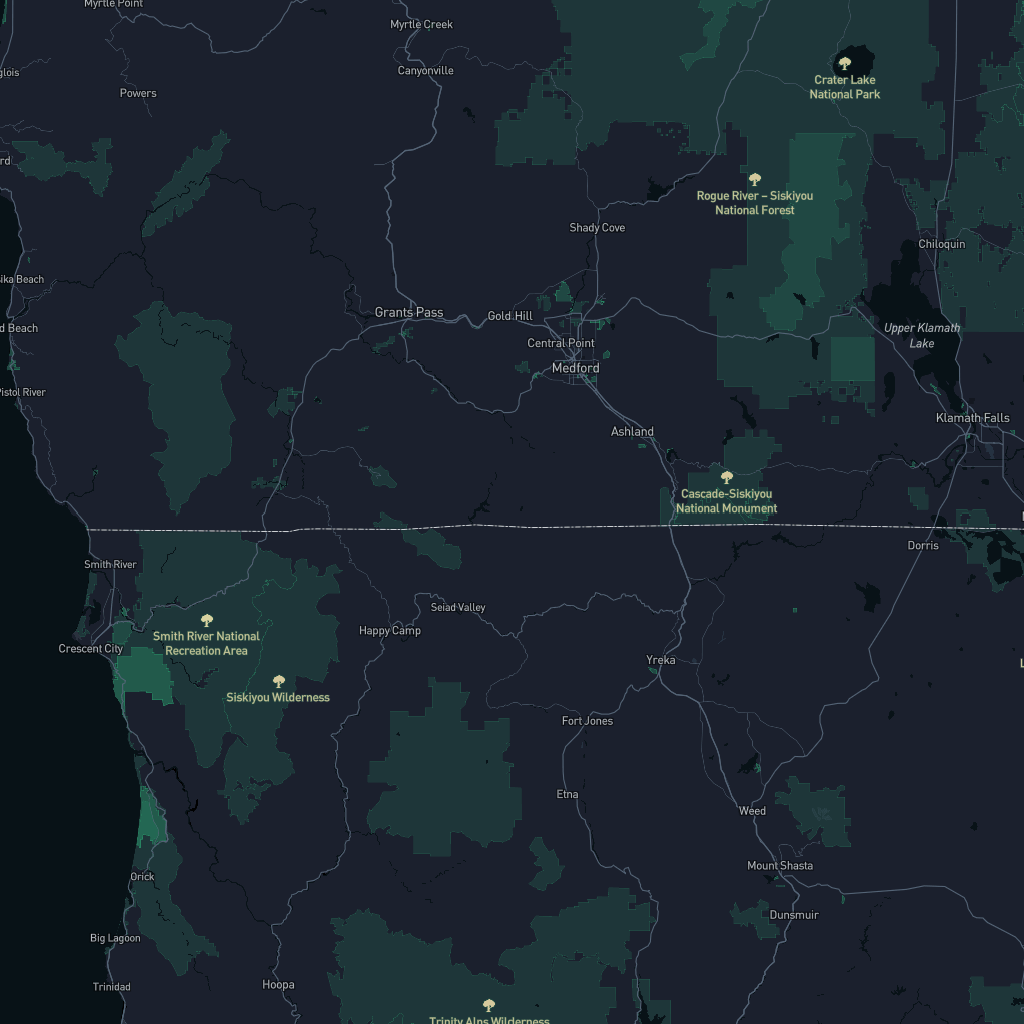 Myrtle Point
Myrtle Creek
Canyonville
Crater Lake
National Park
Powers
Rogue River – Siskiyou
National Forest
Shady Cove
Chiloquin
Grants Pass
Gold Hill
Upper Klamath
Lake
d Beach
Central Point
Medford
Pistol River
Klamath Falls
Ashland
Cascade-Siskiyou
National Monument
Dorris
Smith River
Seiad Valley
Happy Camp
Smith River National
Recreation Area
Crescent City
Yreka
Siskiyou Wilderness
Fort Jones
Etna
Weed
Mount Shasta
Orick
Dunsmuir
Big Lagoon
Hoopa
Trinidad
Trinity Alps Wilderness